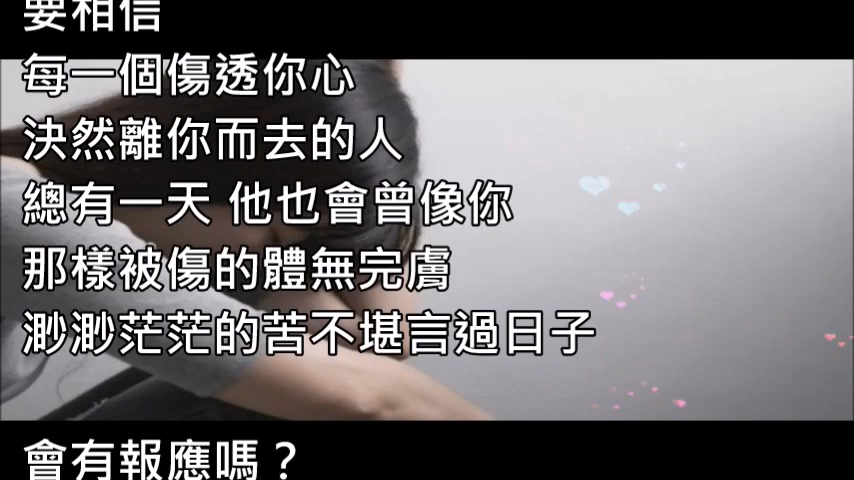 要相信
每一個傷透你心
決然離你而去的人
總有一天 他也會曾像你
那樣被傷的體無完膚
渺渺茫茫的苦不堪言過日子
會有報應嗎？